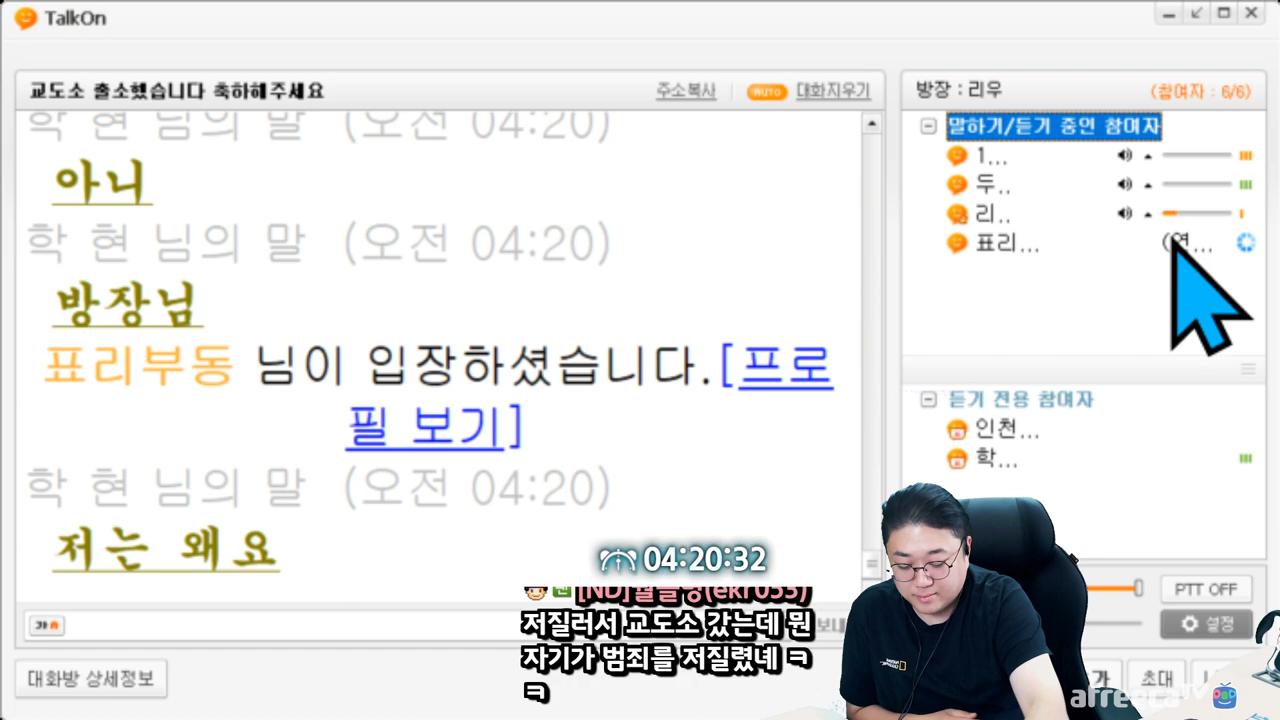 TalkOn
교도소 출소했습니다 축하해주세요
주소복사
AUTO
대화지우기
학 현 님의 말 (오전 04:20)
아니
학 현 님의 말 (오전 04:20)
방장님
표리부동 님이 입장하셨습니다.[프로
필 보기]
학 현 님의 말 (오전 04:20)
저는 왜요
방장 : 리우
(참여자 : 6/6)
말하기/듣기 중인 참여자
1...
두..
리..
표리... (연...
듣기 전용 참여자
인천...
학...
04:20:32
저질러서 교도소 갔는데 뭔
자기가 범죄를 저질렀네 ㅋ
ㅋ
가
보내
PTT OFF
설정
대화방 상세정보
가
초대
afreecaTV